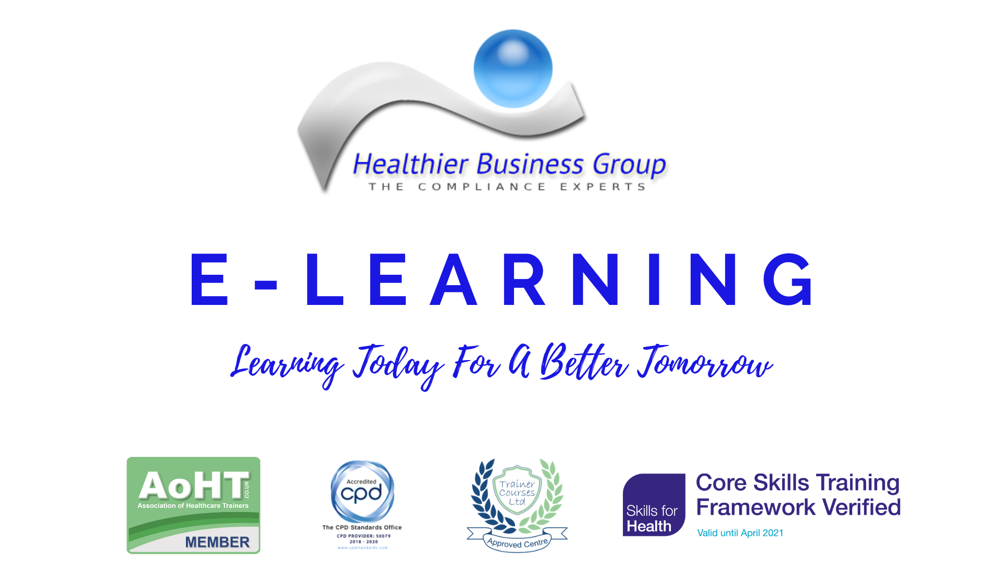 Healthier Business Group
THE COMPLIANCE EXPERTS
E-LEARNING
Learning Today For A Better Tomorrow
AoHT
.CO.UK
Association of Healthcare Trainers
MEMBER
Accredited
cpd
The CPD Standards Office
CPD PROVIDER: 50079
2018 - 2020
www.cpdstandards.com
Trainer
Courses
Ltd
Approved Centre
Skills for
Health
Core Skills Training
Framework Verified
Valid until April 2021